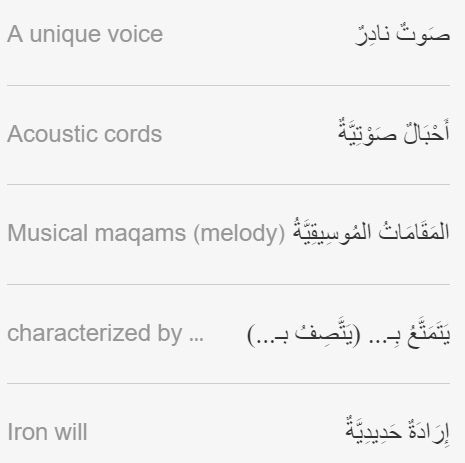 A unique voice صَوتٌ نادِرٌ
Acoustic cords أَحْبَالٌ صَوْتِيَّةٌ
Musical maqams (melody) المَقَامَاتُ المُوسِيقِيَّةُ
characterized by ... يَتَمَتَّعُ بِـ... (يَتَّصِفُ بـ...)
Iron will إِرَادَةٌ حَدِيدِيَّةٌ